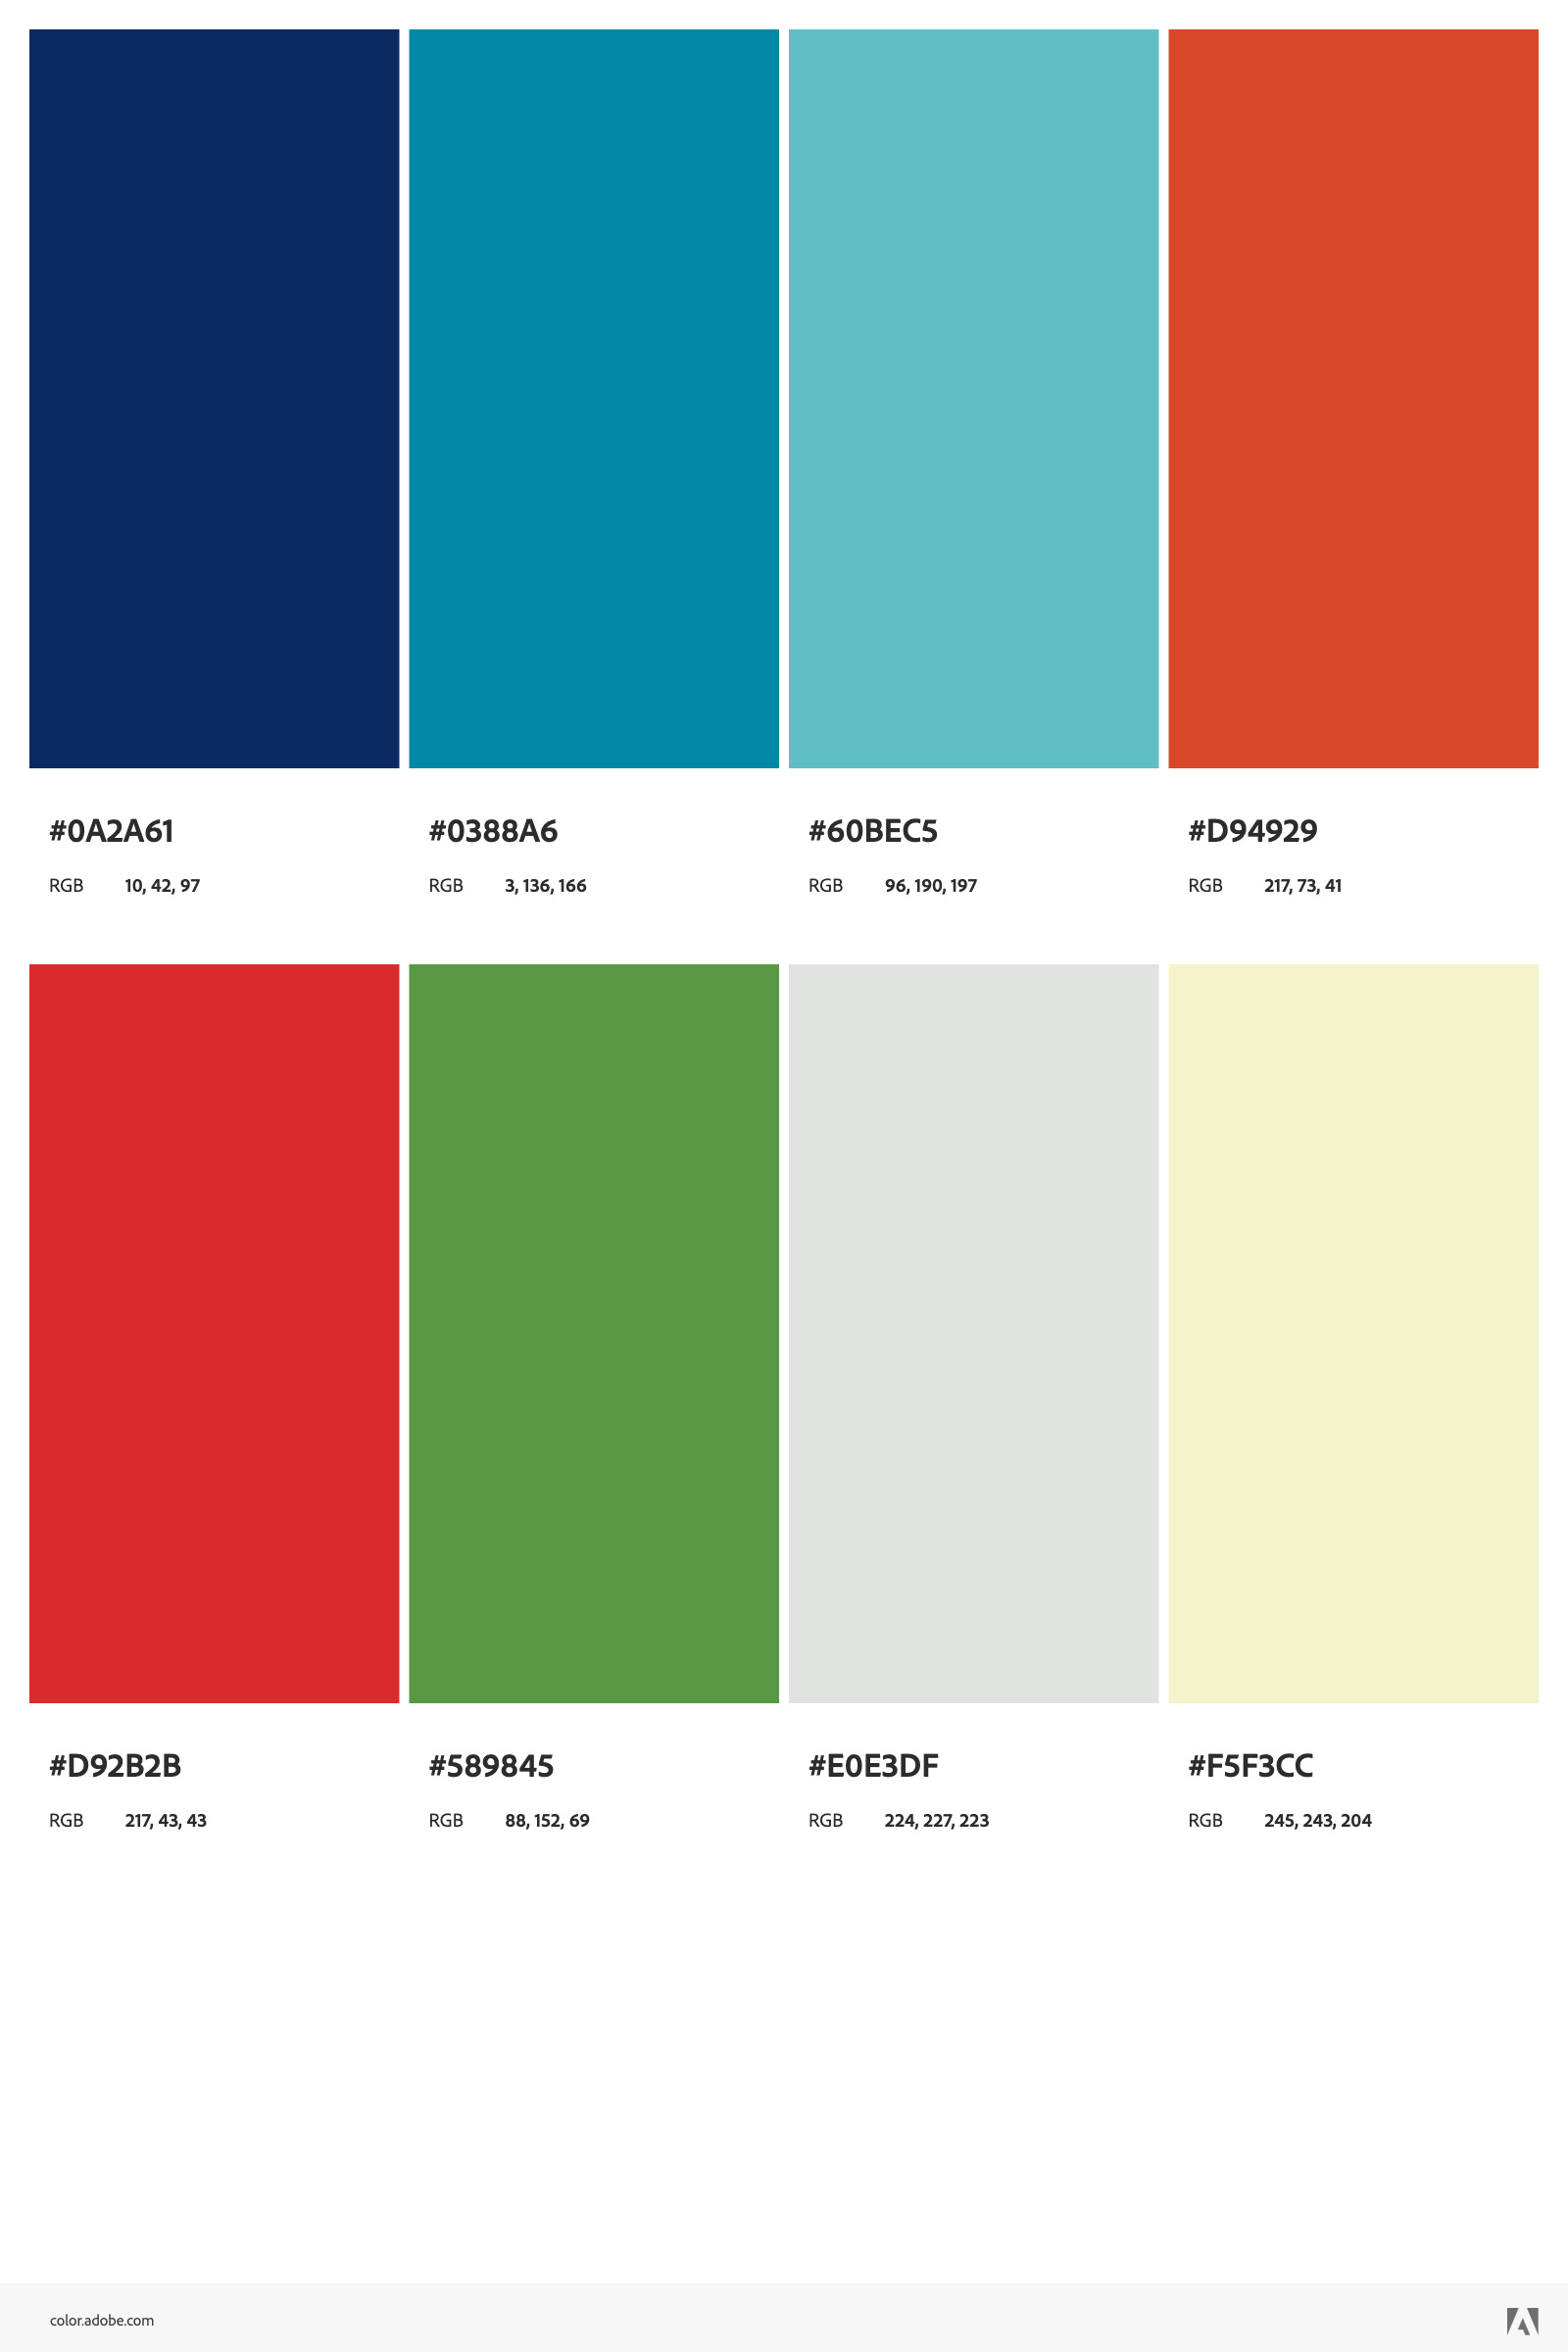 #0A2A61 #0388A6 #60BEC5 #D94929
RGB 10, 42, 97 RGB 3, 136, 166 RGB 96, 190, 197 RGB 217, 73, 41
#D92B2B #589845 #E0E3DF #F5F3CC
RGB 217, 43, 43 RGB 88, 152, 69 RGB 224, 227, 223 RGB 245, 243, 204
color.adobe.com